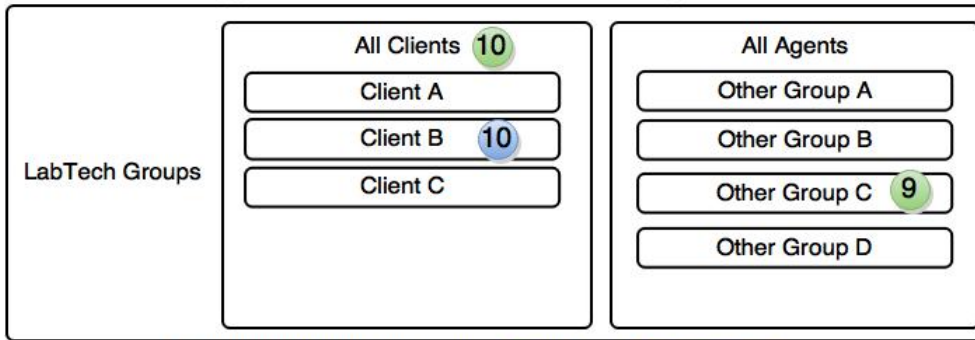 LabTech Groups
All Clients 10
Client A
Client B 10
Client C
All Agents
Other Group A
Other Group B
Other Group C 9
Other Group D